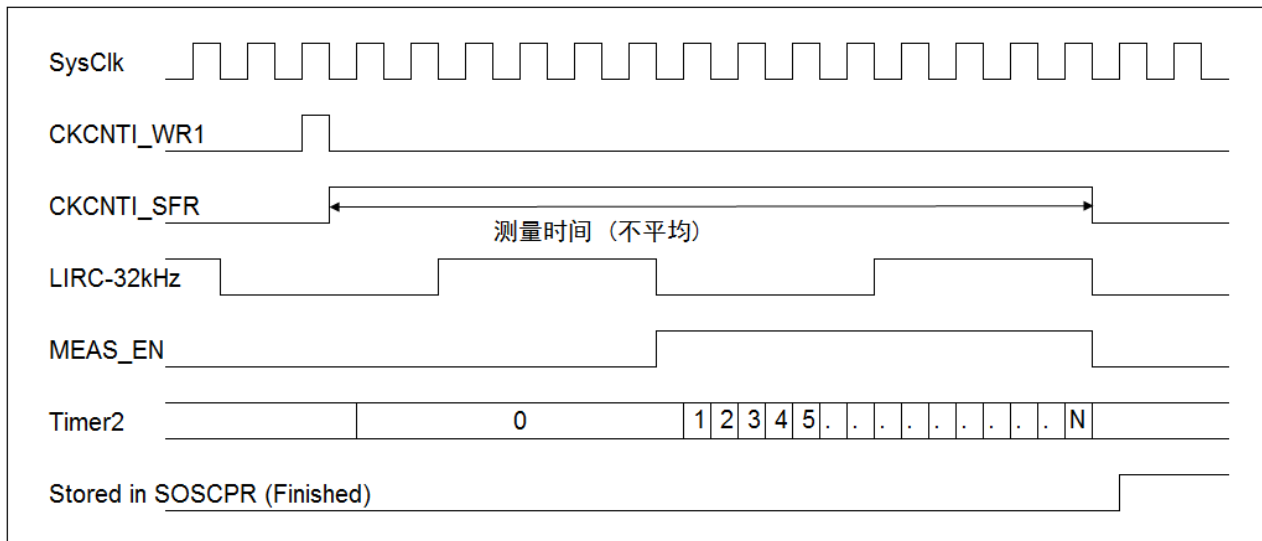 SysClk
CKCNTI_WR1
CKCNTI_SFR
测量时间 (不平均)
LIRC-32kHz
MEAS_EN
Timer2 0 1 2 3 4 5 . . . . . . . . . N
Stored in SOSCPR (Finished)